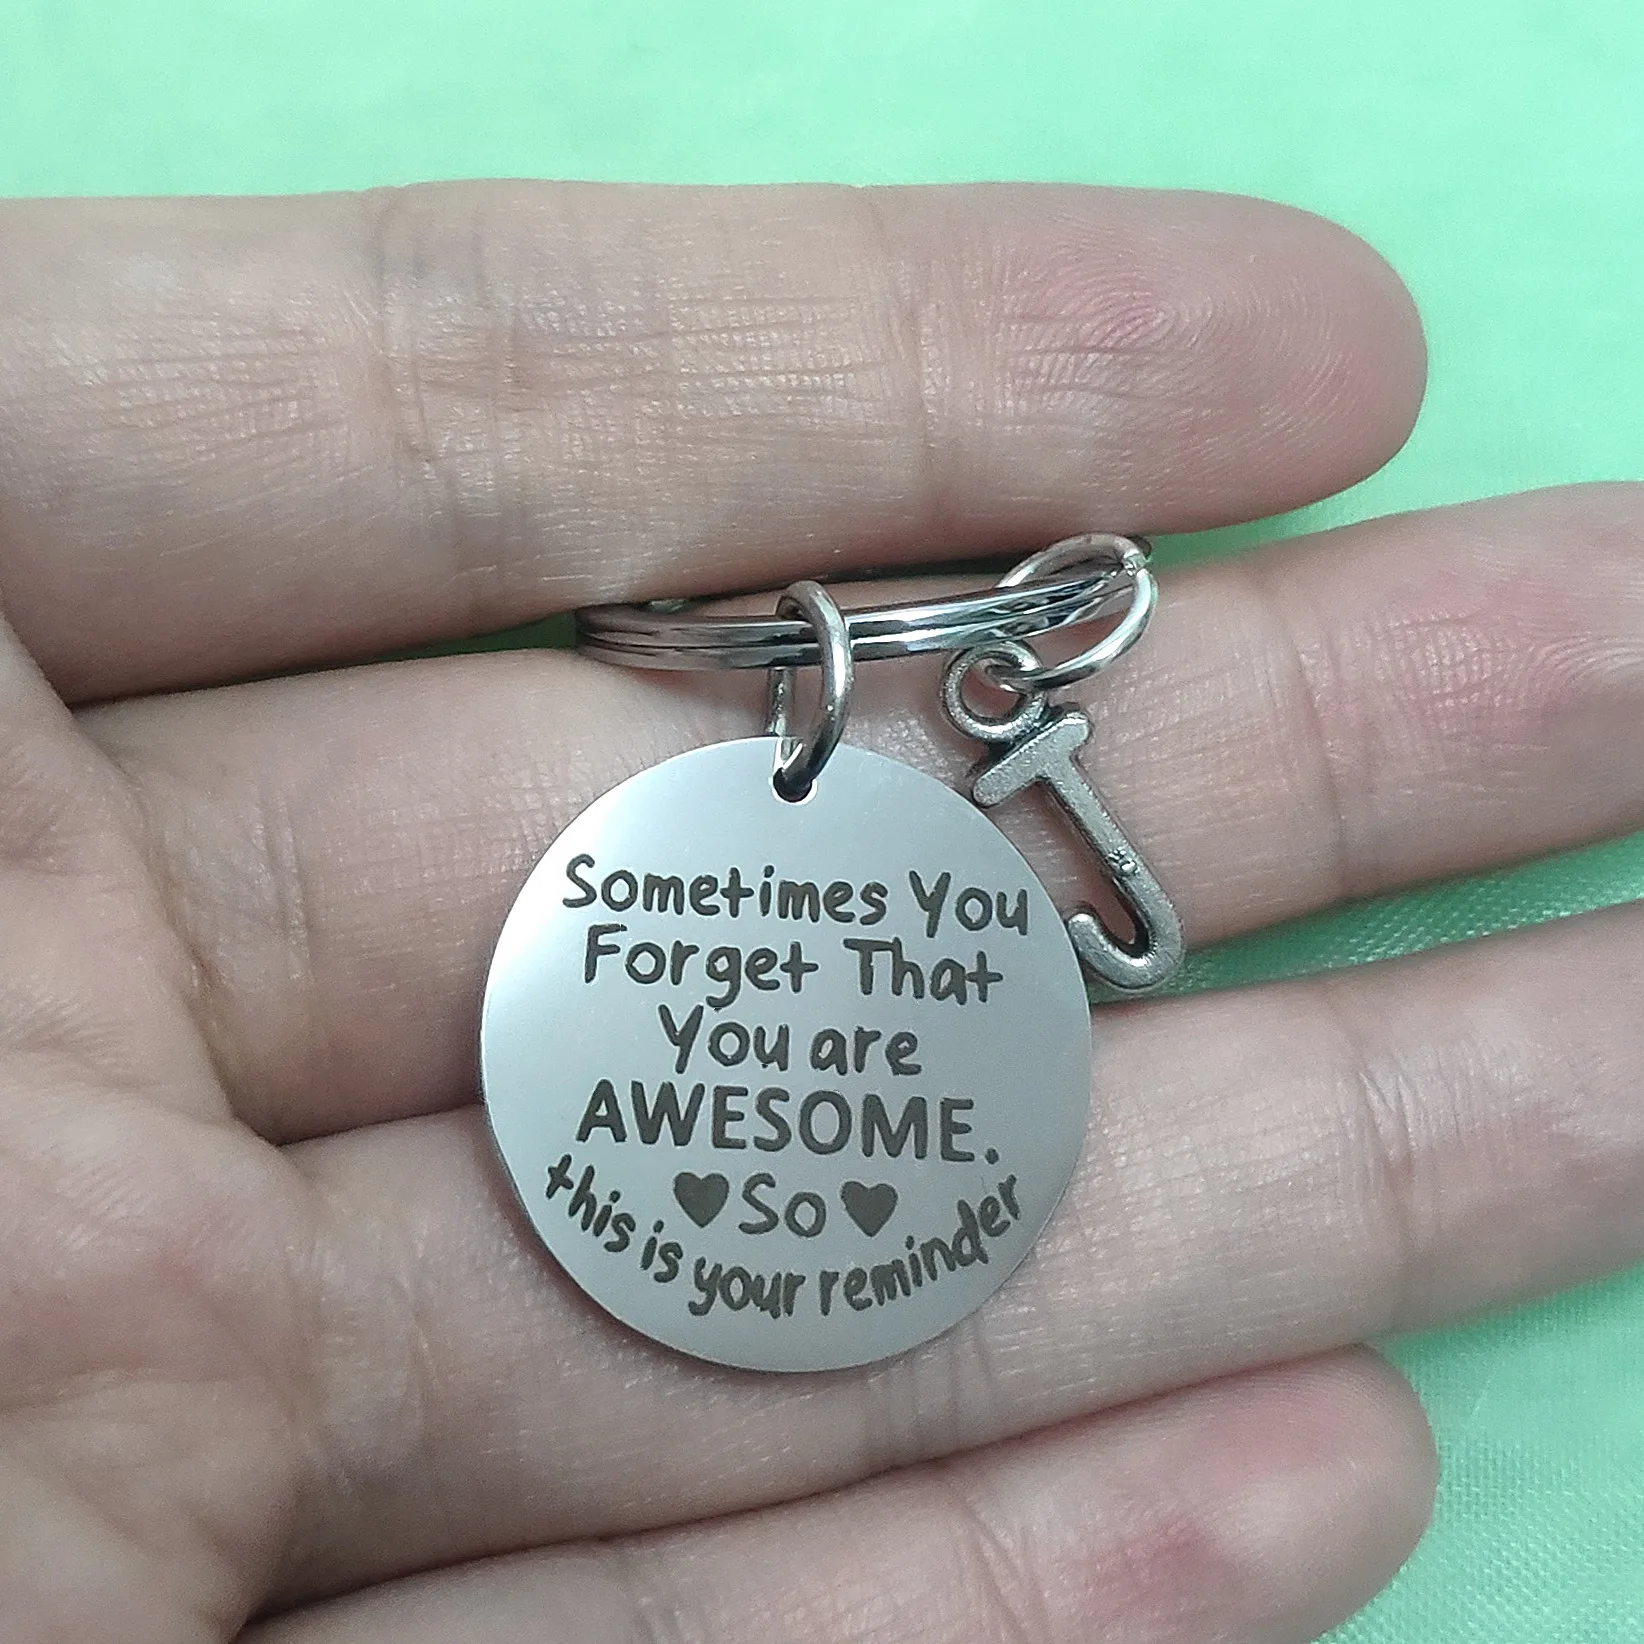 Sometimes You
Forget That
You are
AWESOME.
♥So♥
this is your reminder
J